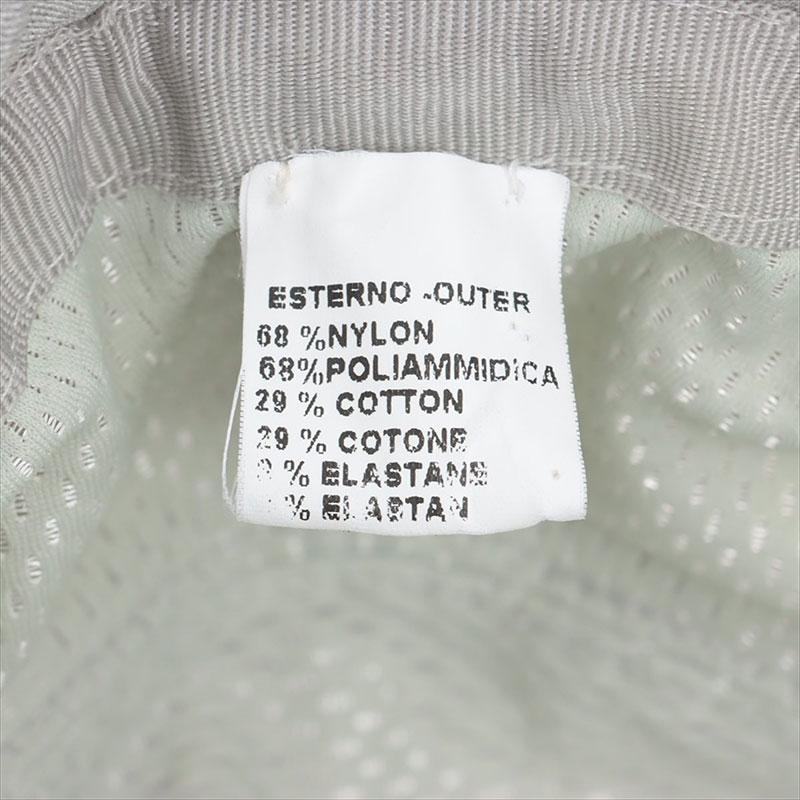 ESTERNO -OUTER
68 %NYLON
68%POLIAMMIDICA
29 % COTTON
29 % COTONE
% ELASTANE
% ELASTAN